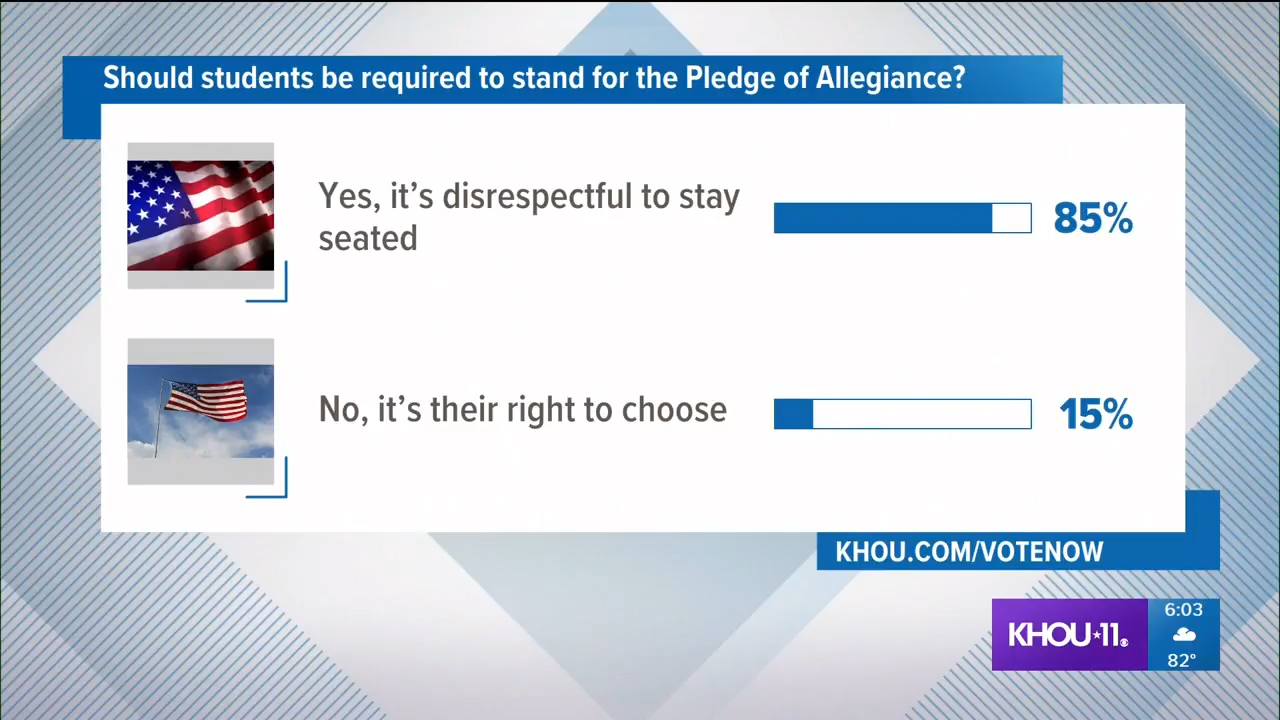 Should students be required to stand for the Pledge of Allegiance?
Yes, it's disrespectful to stay
seated
85%
No, it's their right to choose
15%
KHOU.COM/VOTENOW
KHOU★11
6:03
82°